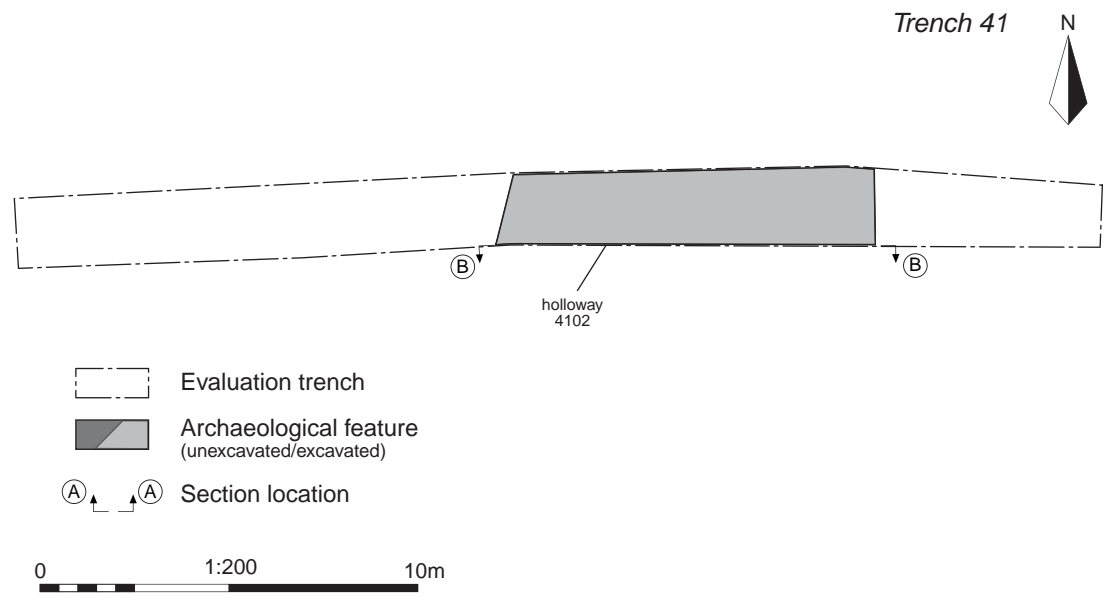 Trench 41
N
B
B
holloway
4102
Evaluation trench
Archaeological feature
(unexcavated/excavated)
A
A
Section location
0
1:200
10m